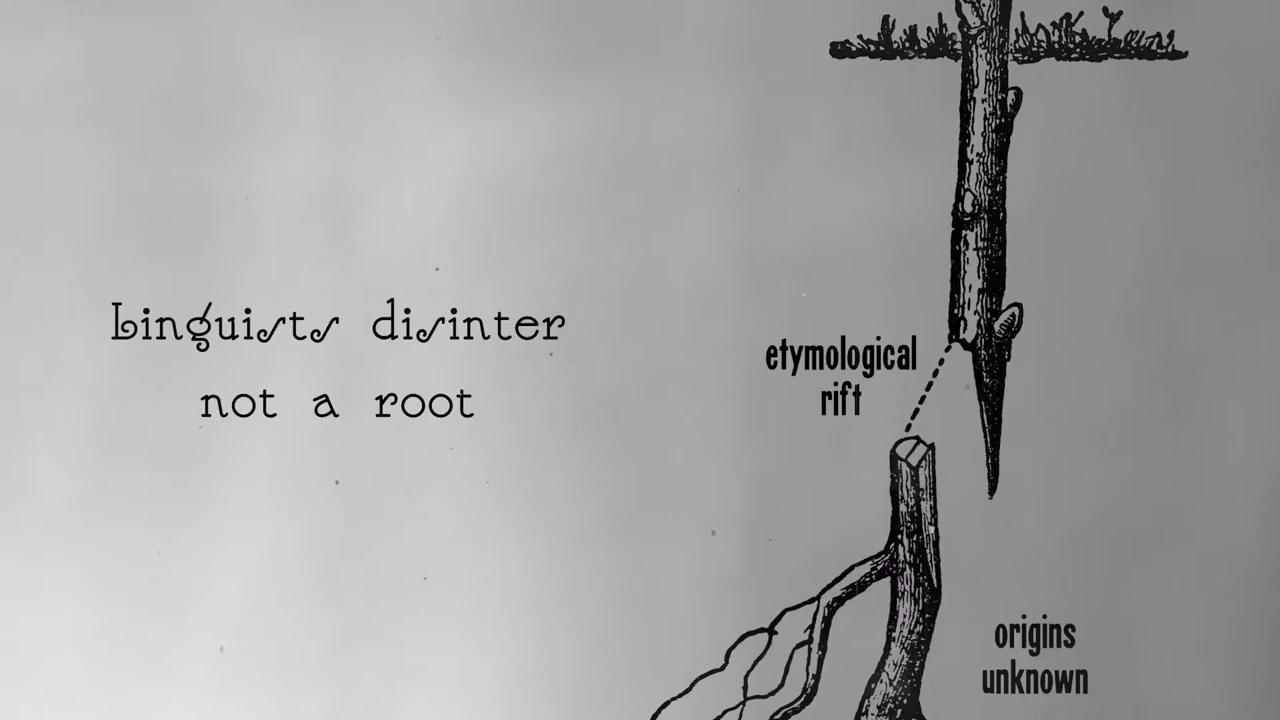 Linguists disinter
not a root
etymological
rift
origins
unknown